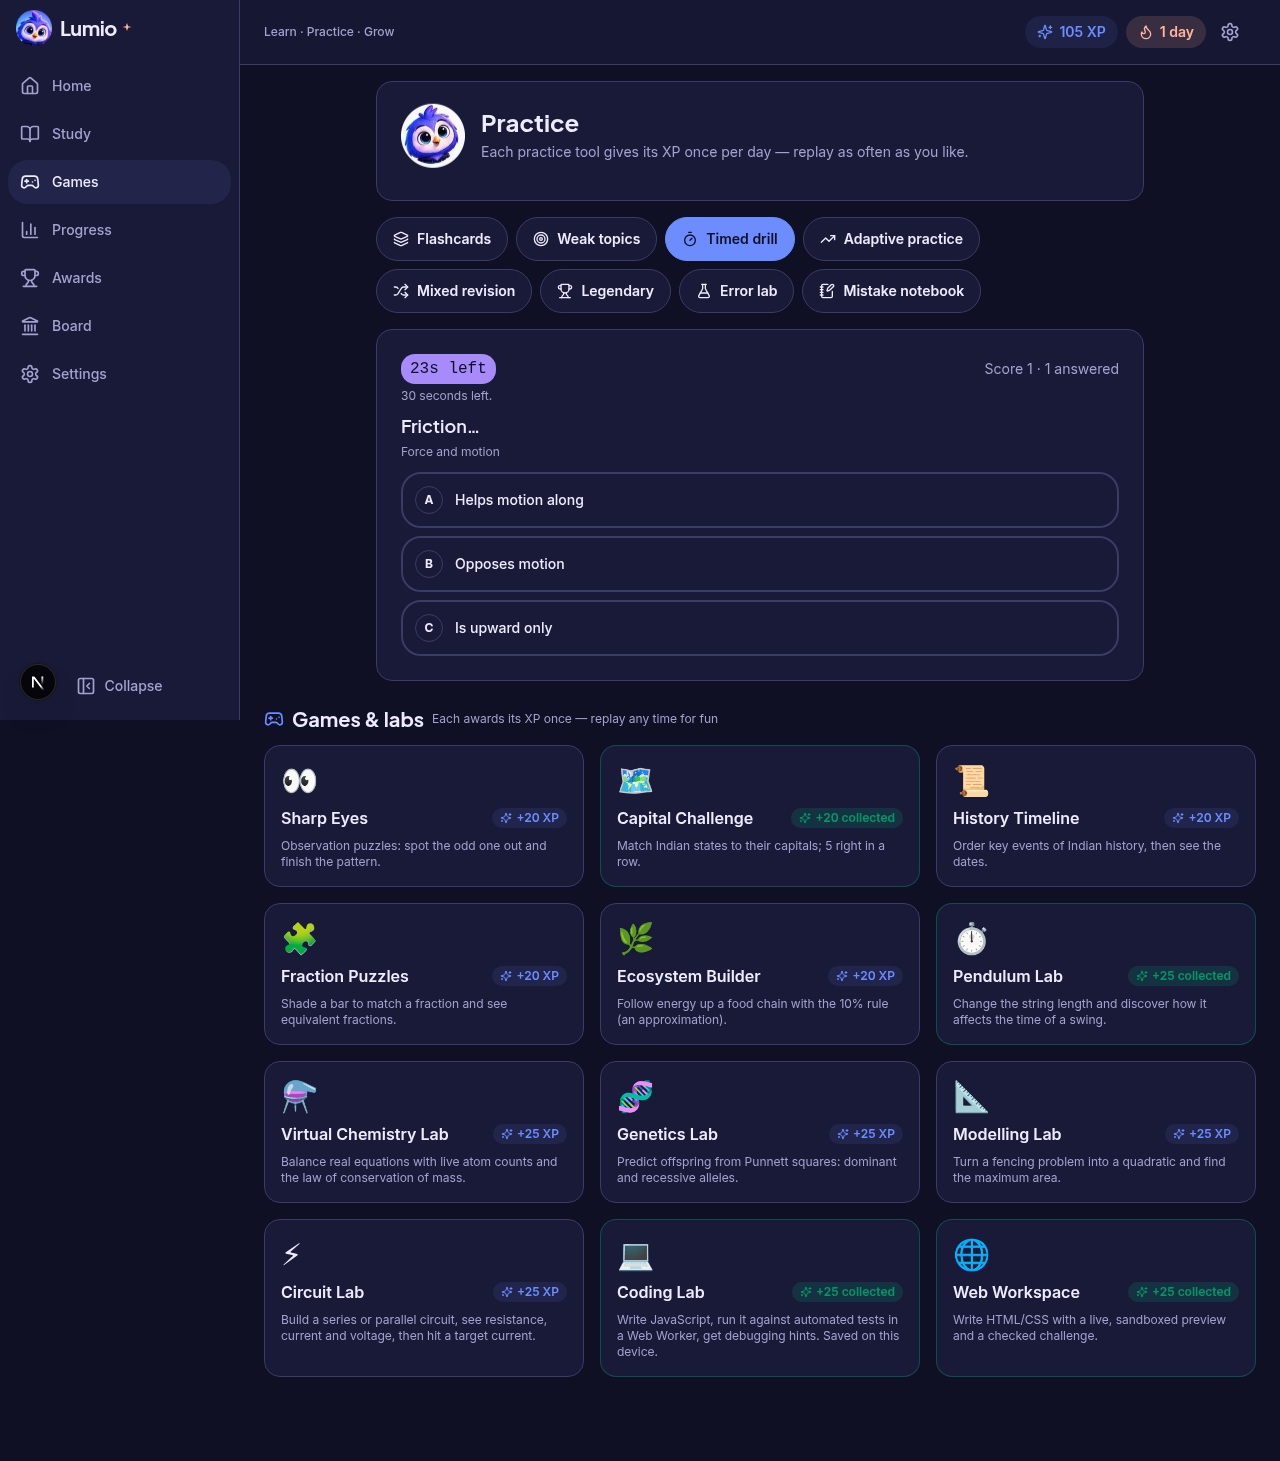 Lumio
Learn · Practice · Grow
105 XP
1 day
Home
Study
Games
Progress
Awards
Board
Settings
N
Collapse
Practice
Each practice tool gives its XP once per day — replay as often as you like.
Flashcards
Weak topics
Timed drill
Adaptive practice
Mixed revision
Legendary
Error lab
Mistake notebook
23s left
Score 1 · 1 answered
30 seconds left.
Friction…
Force and motion
A Helps motion along
B Opposes motion
C Is upward only
Games & labs Each awards its XP once — replay any time for fun
Sharp Eyes +20 XP
Observation puzzles: spot the odd one out and
finish the pattern.
Capital Challenge +20 collected
Match Indian states to their capitals; 5 right in a
row.
History Timeline +20 XP
Order key events of Indian history, then see the
dates.
Fraction Puzzles +20 XP
Shade a bar to match a fraction and see
equivalent fractions.
Ecosystem Builder +20 XP
Follow energy up a food chain with the 10% rule
(an approximation).
Pendulum Lab +25 collected
Change the string length and discover how it
affects the time of a swing.
Virtual Chemistry Lab +25 XP
Balance real equations with live atom counts and
the law of conservation of mass.
Genetics Lab +25 XP
Predict offspring from Punnett squares: dominant
and recessive alleles.
Modelling Lab +25 XP
Turn a fencing problem into a quadratic and find
the maximum area.
Circuit Lab +25 XP
Build a series or parallel circuit, see resistance,
current and voltage, then hit a target current.
Coding Lab +25 collected
Write JavaScript, run it against automated tests in
a Web Worker, get debugging hints. Saved on this
device.
Web Workspace +25 collected
Write HTML/CSS with a live, sandboxed preview
and a checked challenge.